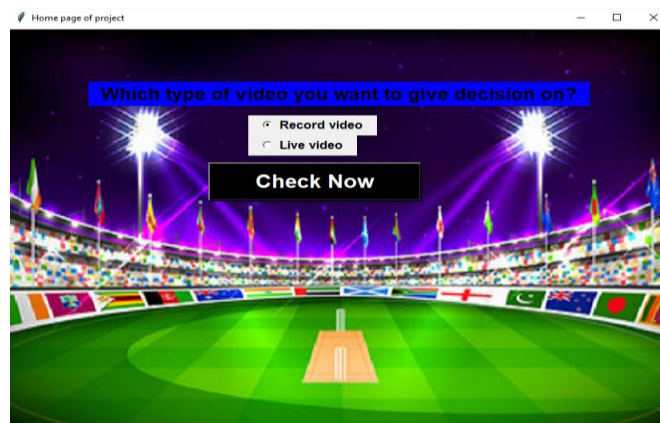 Home page of project
Which type of video you want to give decision on?
Record video
Live video
Check Now